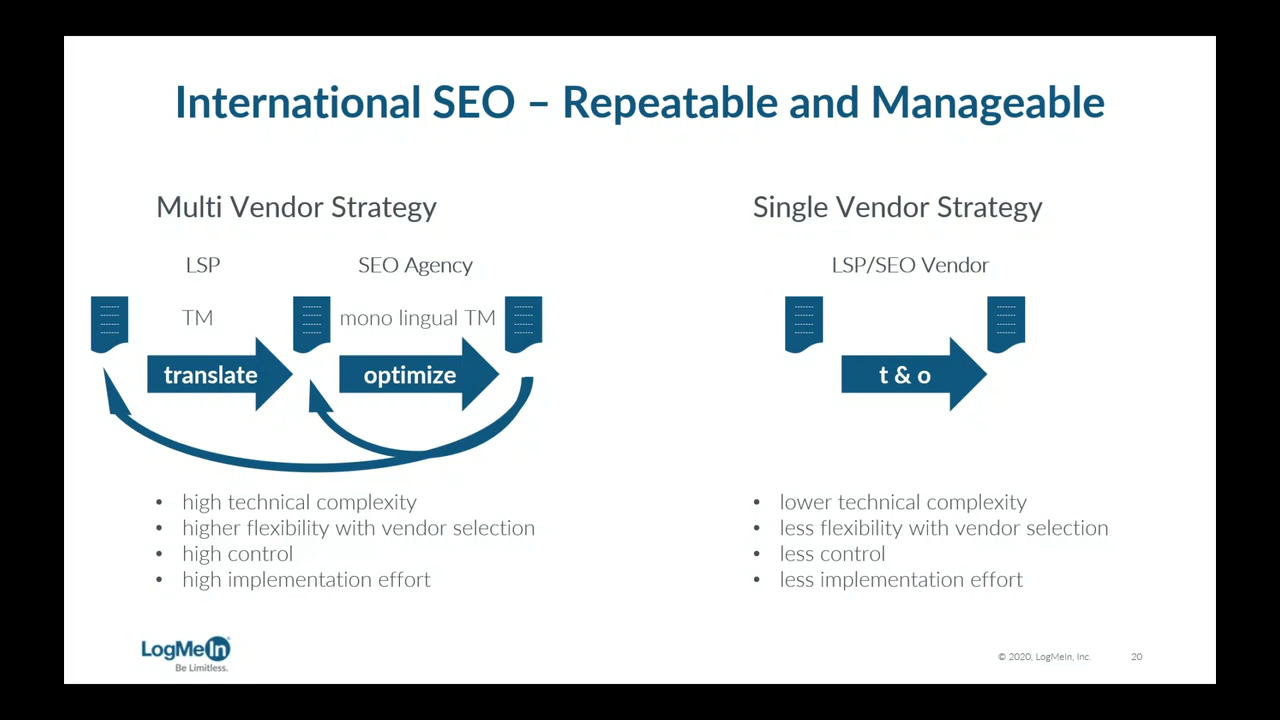 International SEO – Repeatable and Manageable
Multi Vendor Strategy
LSP
SEO Agency
TM
mono lingual TM
translate
optimize
• high technical complexity
• higher flexibility with vendor selection
• high control
• high implementation effort
Single Vendor Strategy
LSP/SEO Vendor
t & o
• lower technical complexity
• less flexibility with vendor selection
• less control
• less implementation effort
LogMeIn
Be Limitless.
© 2020, LogMeIn, Inc.
20